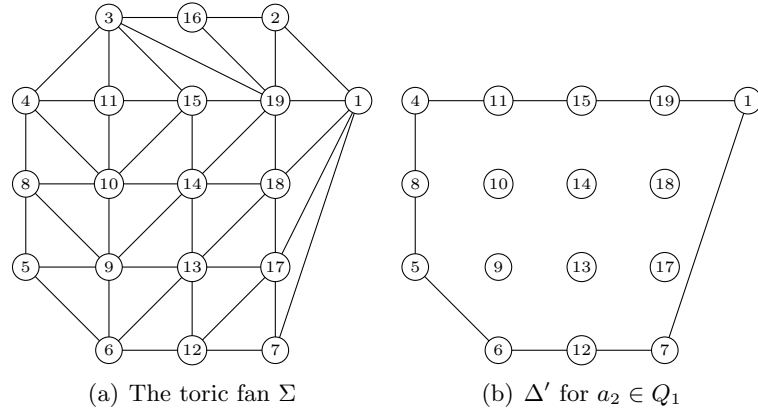 3 16 2
4 11 15 19 1 4 11 15 19 1
8 10 14 18 8 10 14 18
5 9 13 17 5 9 13 17
6 12 7 6 12 7
(a) The toric fan Σ (b) Δ′ for a₂ ∈ Q₁